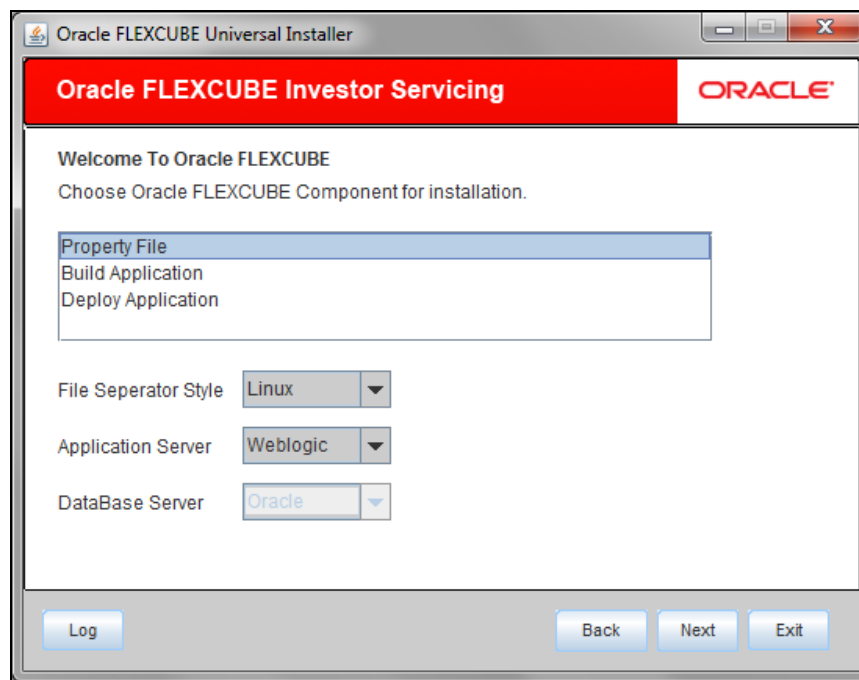 Oracle FLEXCUBE Universal Installer
Oracle FLEXCUBE Investor Servicing
ORACLE
Welcome To Oracle FLEXCUBE
Choose Oracle FLEXCUBE Component for installation.
Property File
Build Application
Deploy Application
File Seperator Style Linux
Application Server Weblogic
DataBase Server Oracle
Log Back Next Exit